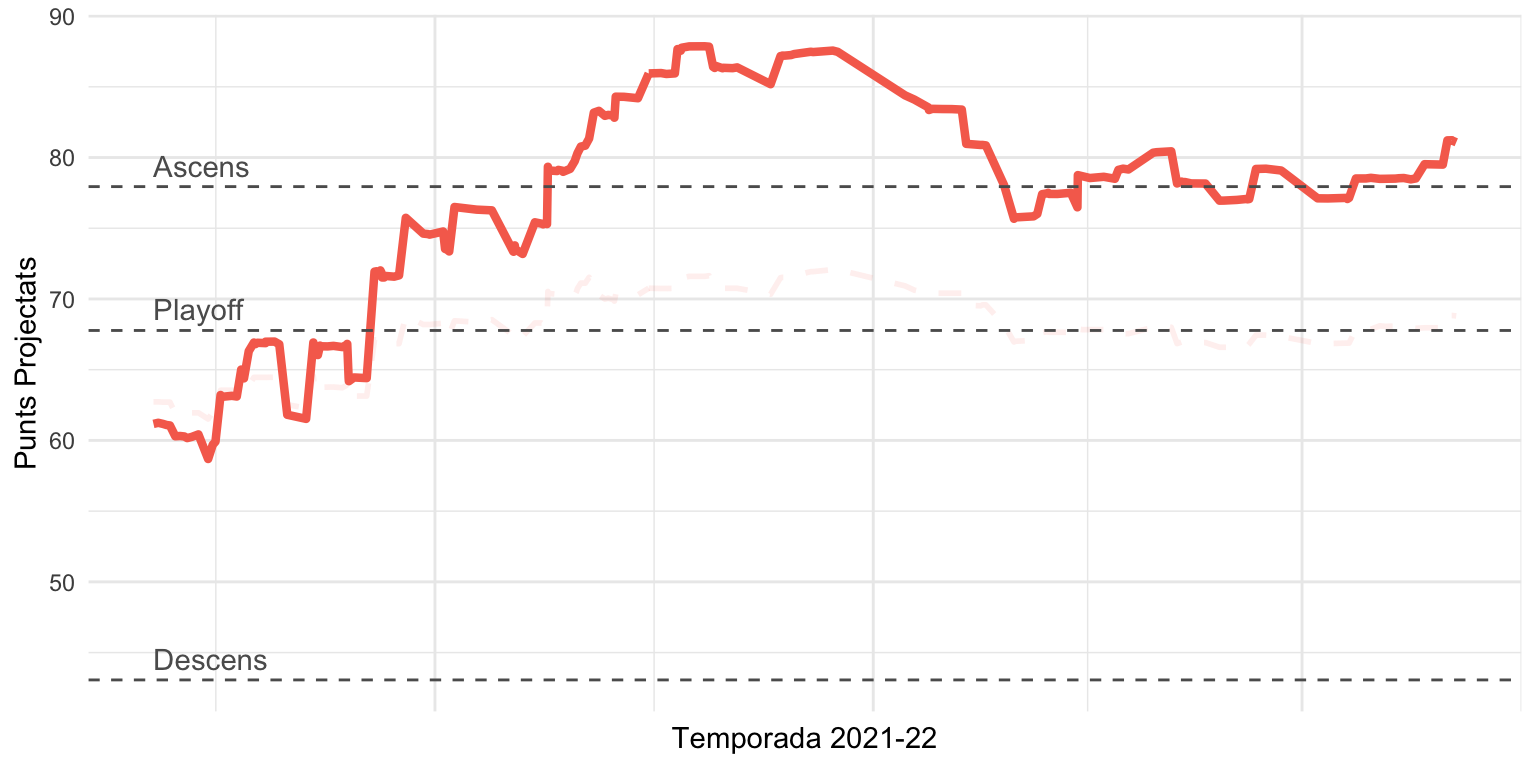 90
80
70
60
50
Punts Projectats
Ascens
Playoff
Descens
Temporada 2021-22